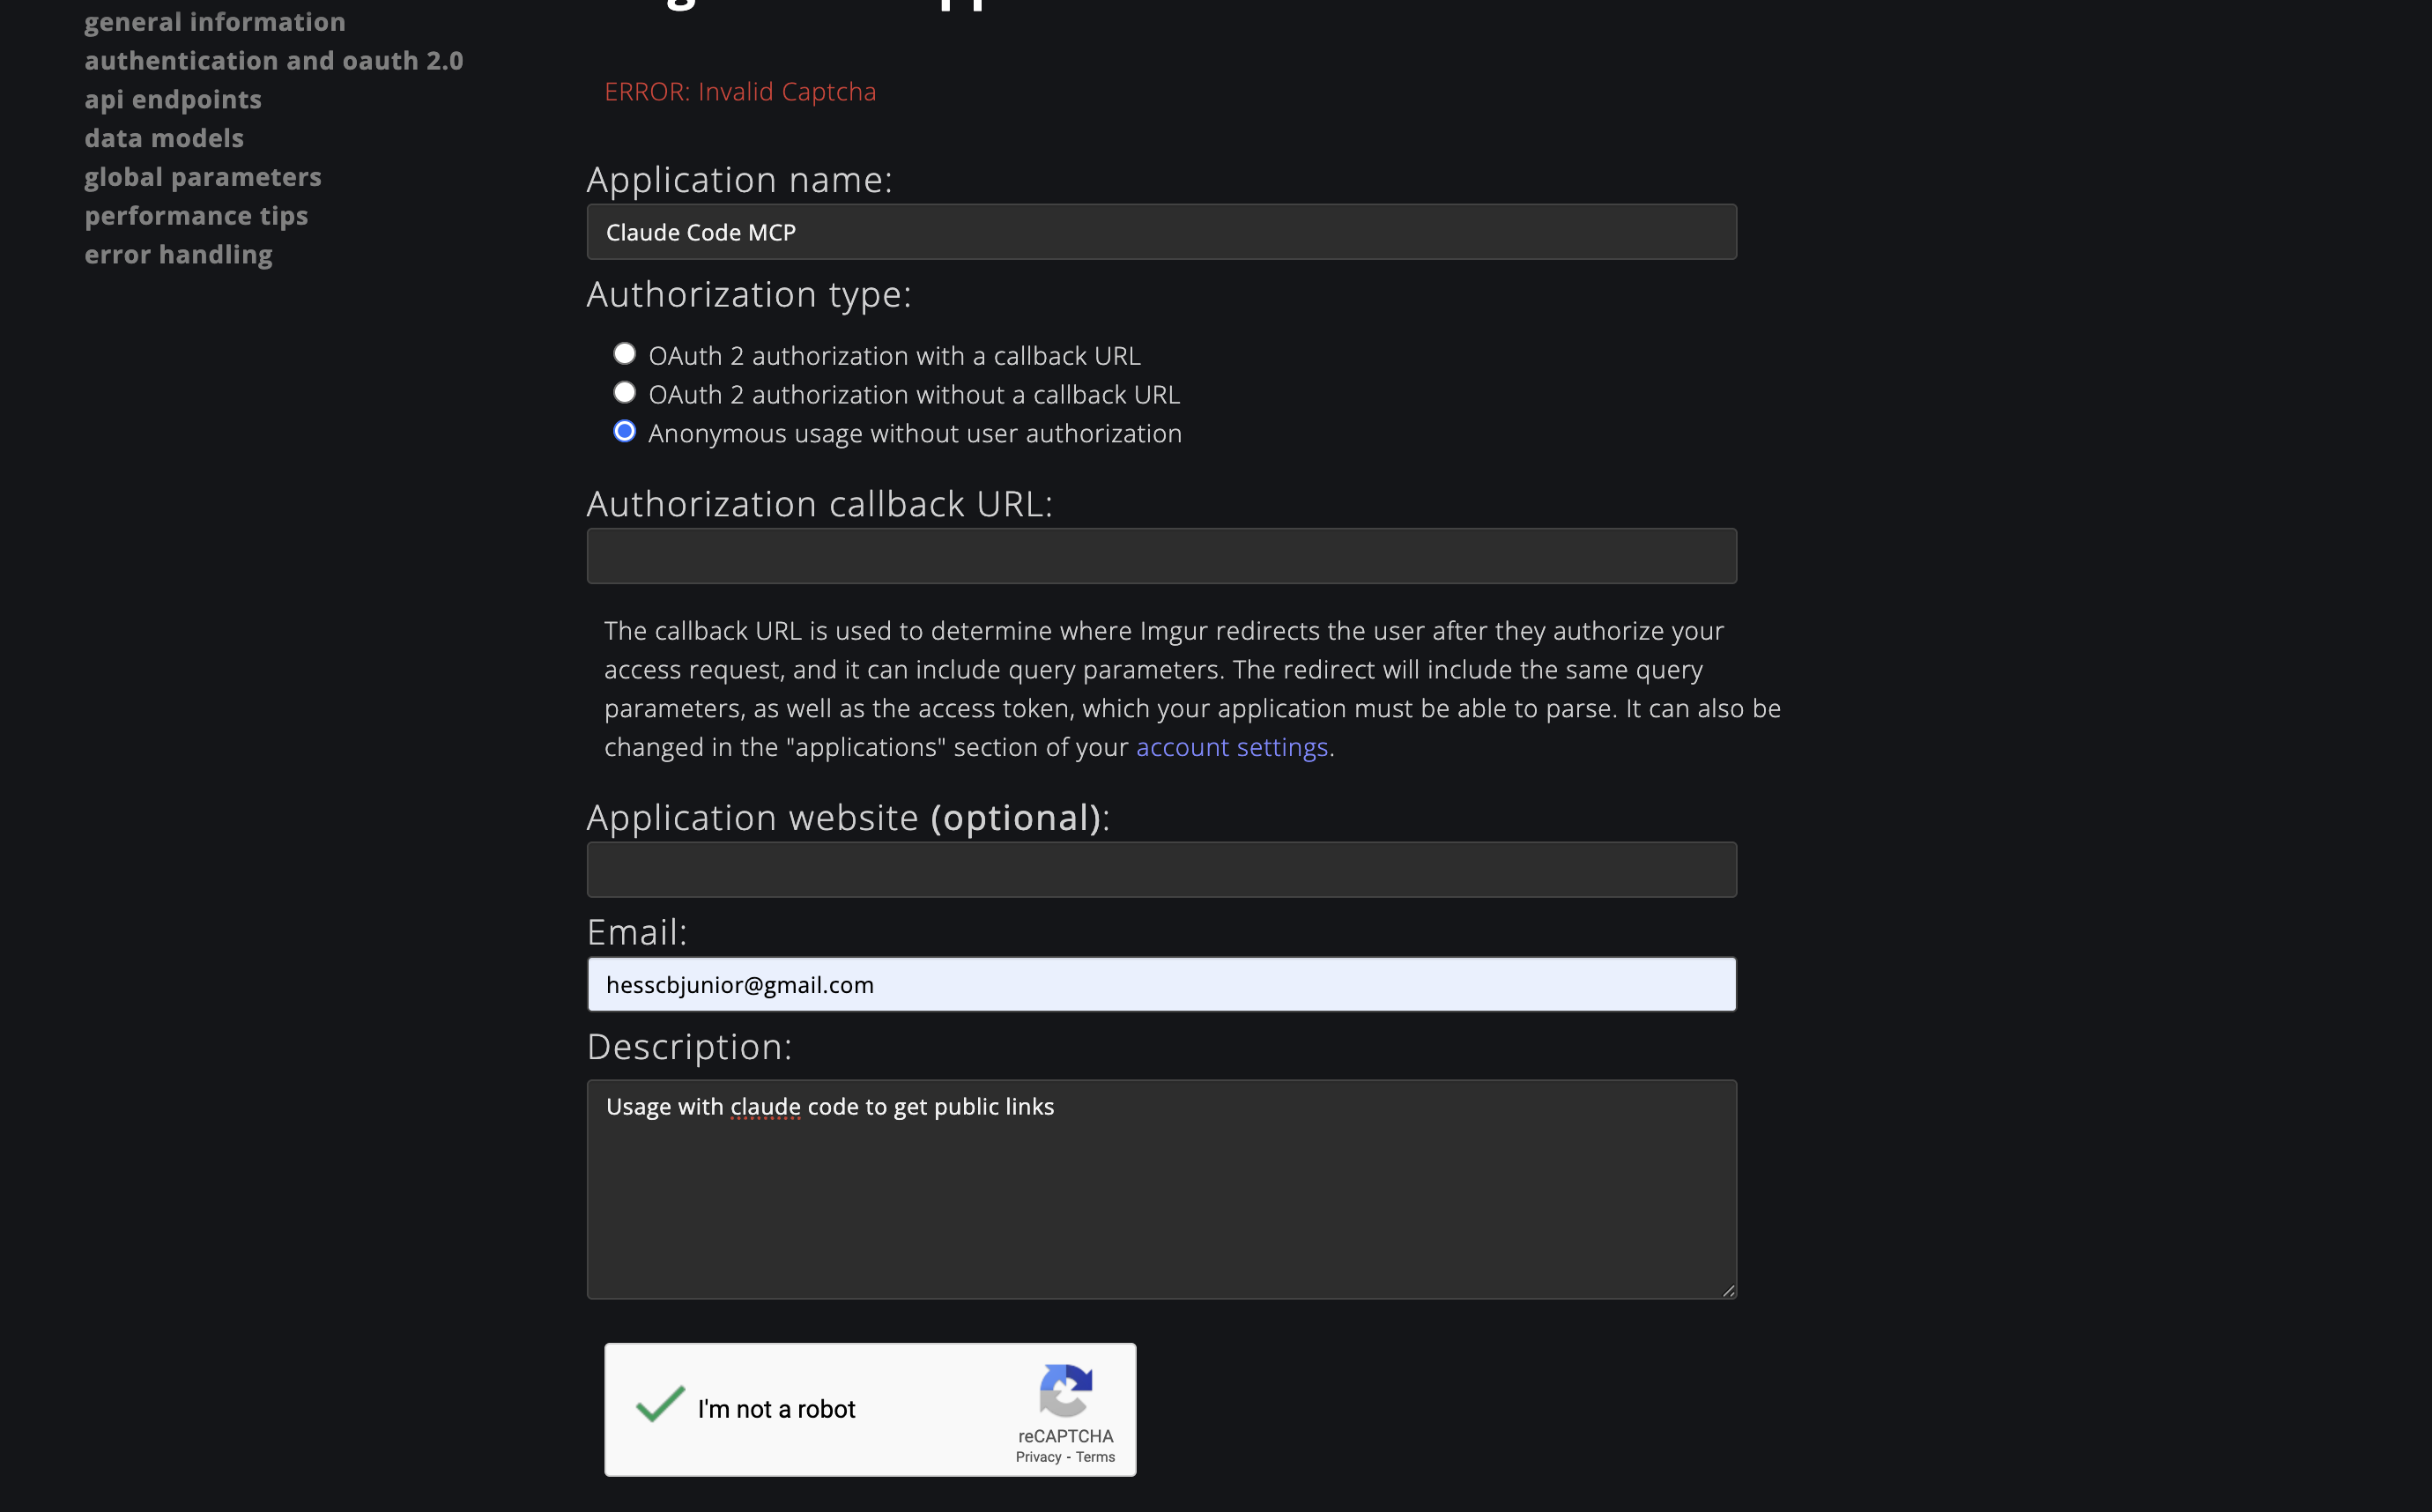 general information
authentication and oauth 2.0
api endpoints
data models
global parameters
performance tips
error handling
ERROR: Invalid Captcha
Application name:
Claude Code MCP
Authorization type:
OAuth 2 authorization with a callback URL
OAuth 2 authorization without a callback URL
Anonymous usage without user authorization
Authorization callback URL:
The callback URL is used to determine where Imgur redirects the user after they authorize your
access request, and it can include query parameters. The redirect will include the same query
parameters, as well as the access token, which your application must be able to parse. It can also be
changed in the "applications" section of your account settings.
Application website (optional):
Email:
hesscbjunior@gmail.com
Description:
Usage with claude code to get public links
I'm not a robot
reCAPTCHA
Privacy - Terms